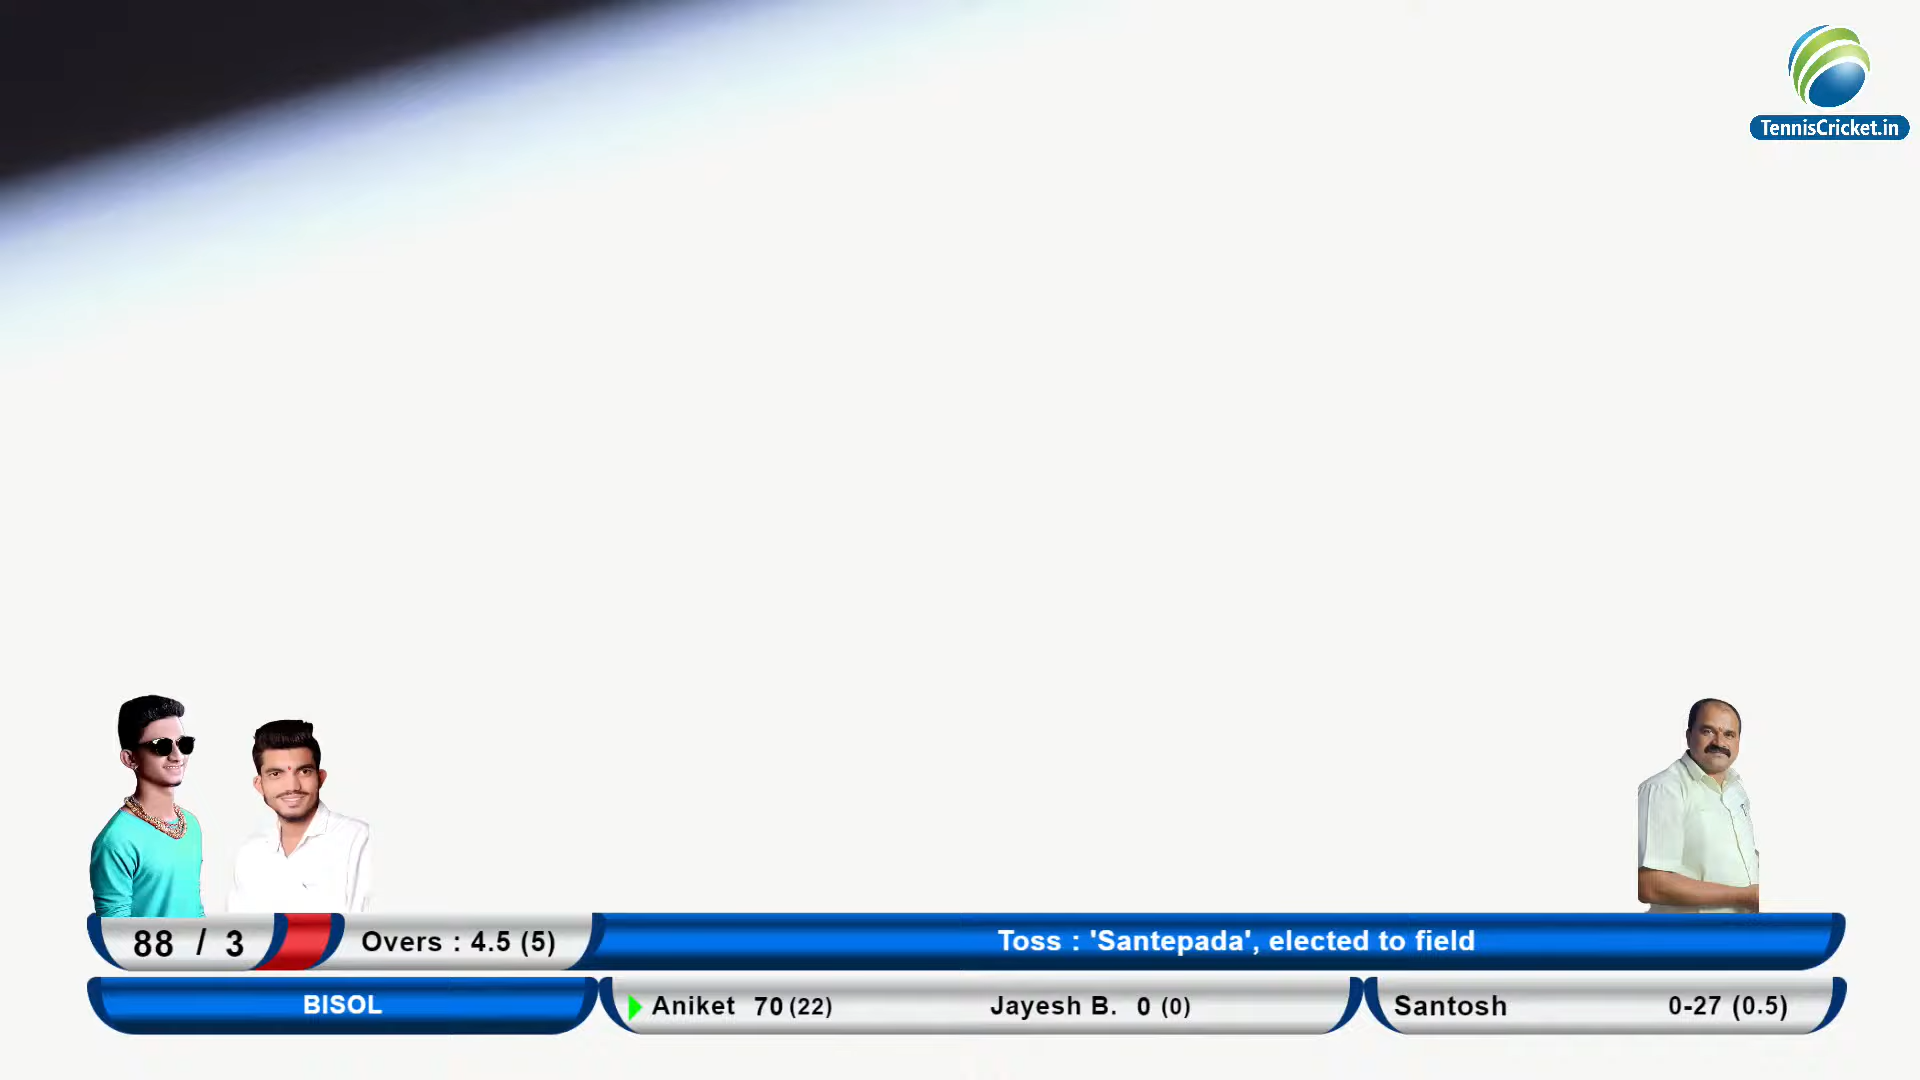 TennisCricket.in
88 / 3
Overs : 4.5 (5)
Toss : 'Santepada', elected to field
BISOL
Aniket 70 (22)
Jayesh B. 0 (0)
Santosh 0-27 (0.5)